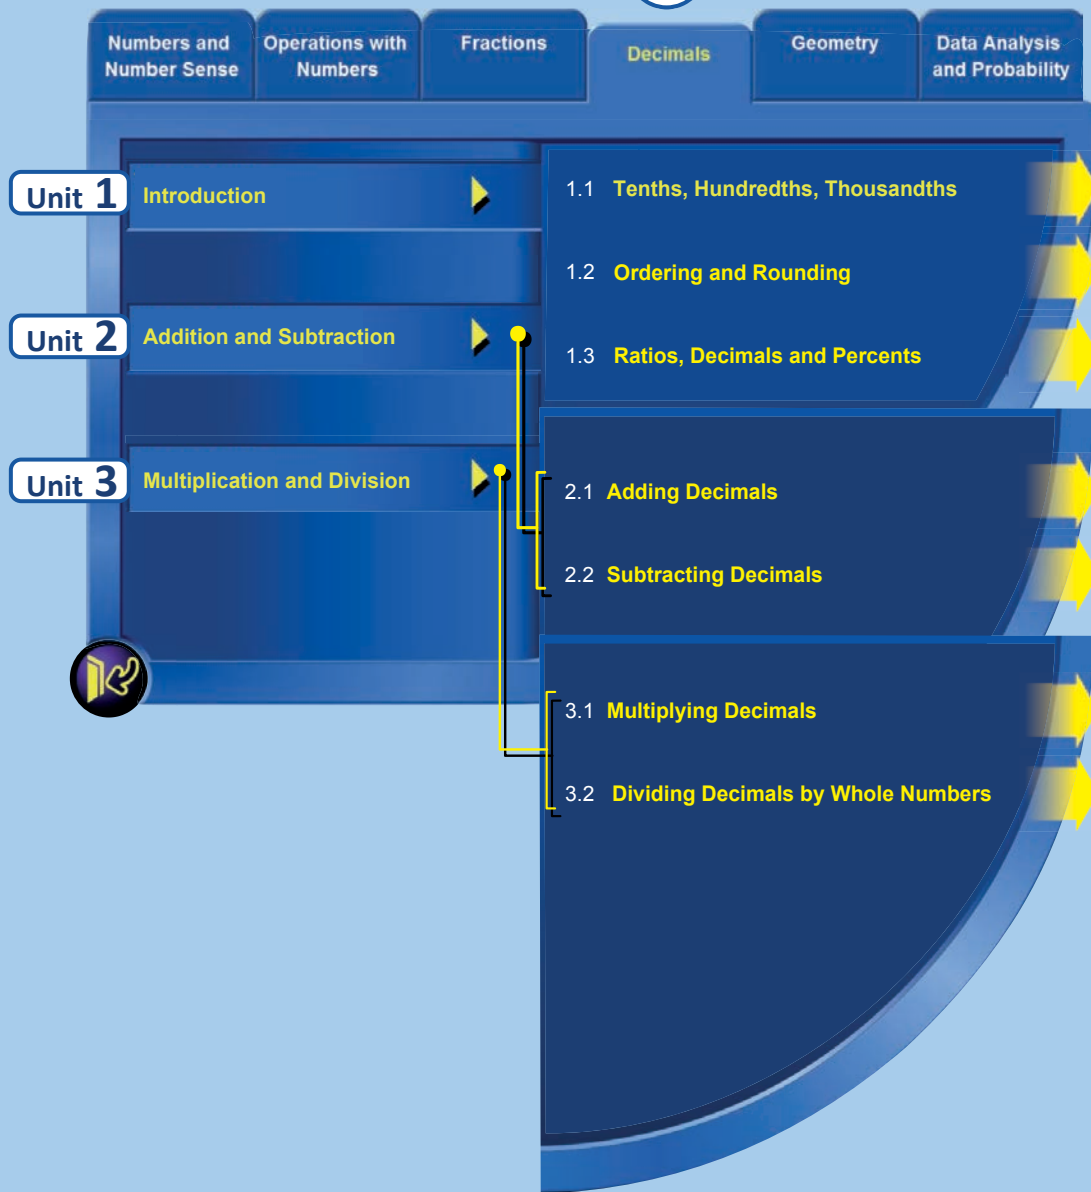 Numbers and
Number Sense
Operations with
Numbers
Fractions
Decimals
Geometry
Data Analysis
and Probability
Unit 1
Introduction
1.1 Tenths, Hundredths, Thousandths
1.2 Ordering and Rounding
1.3 Ratios, Decimals and Percents
Unit 2
Addition and Subtraction
2.1 Adding Decimals
2.2 Subtracting Decimals
Unit 3
Multiplication and Division
3.1 Multiplying Decimals
3.2 Dividing Decimals by Whole Numbers